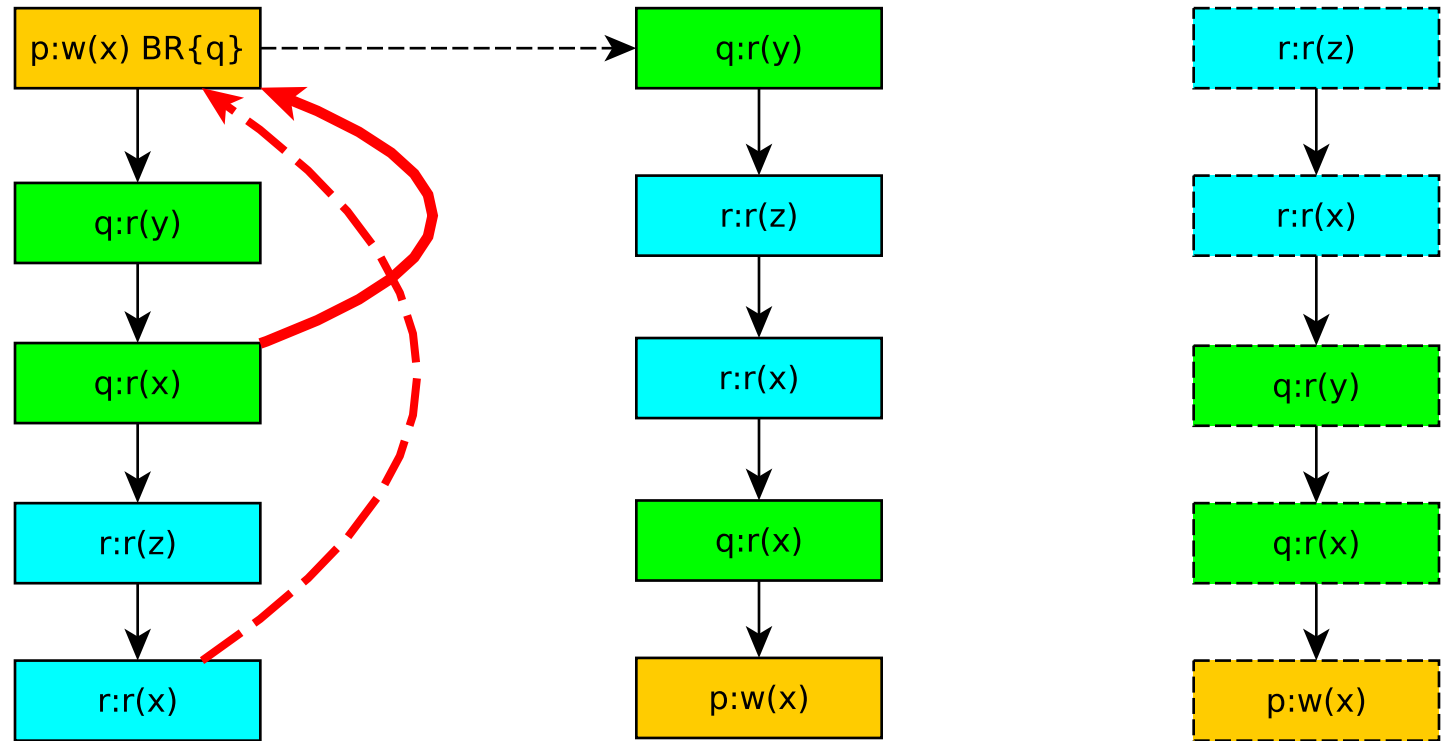 p:w(x) BR{q}
q:r(y)
q:r(x)
r:r(z)
r:r(x)
q:r(y)
r:r(z)
r:r(x)
q:r(x)
p:w(x)
r:r(z)
r:r(x)
q:r(y)
q:r(x)
p:w(x)